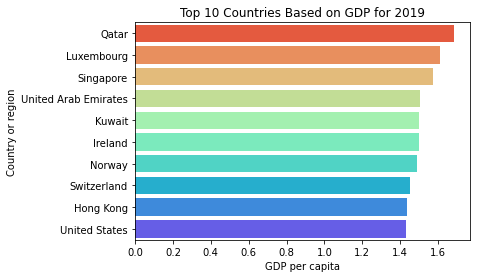 Top 10 Countries Based on GDP for 2019
Country or region
Qatar
Luxembourg
Singapore
United Arab Emirates
Kuwait
Ireland
Norway
Switzerland
Hong Kong
United States
0.0 0.2 0.4 0.6 0.8 1.0 1.2 1.4 1.6
GDP per capita